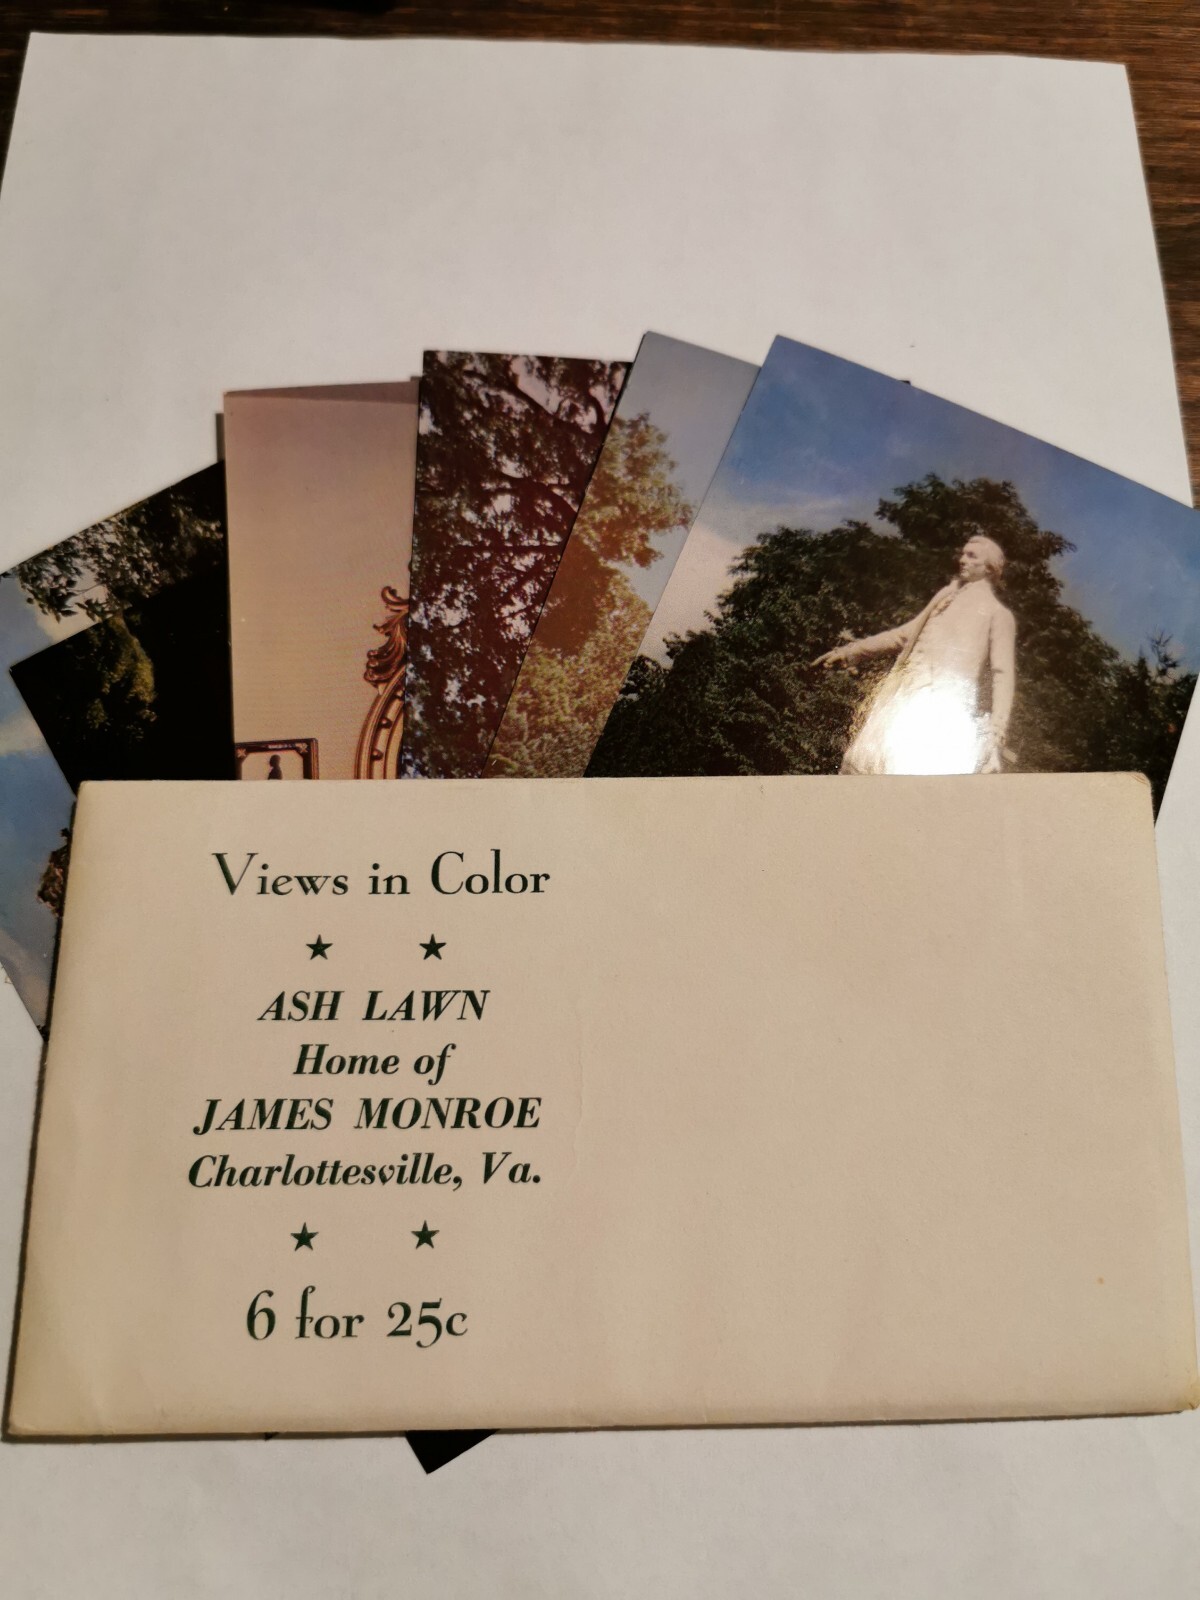 Views in Color
★ ★
ASH LAWN
Home of
JAMES MONROE
Charlottesville, Va.
★ ★
6 for 25c